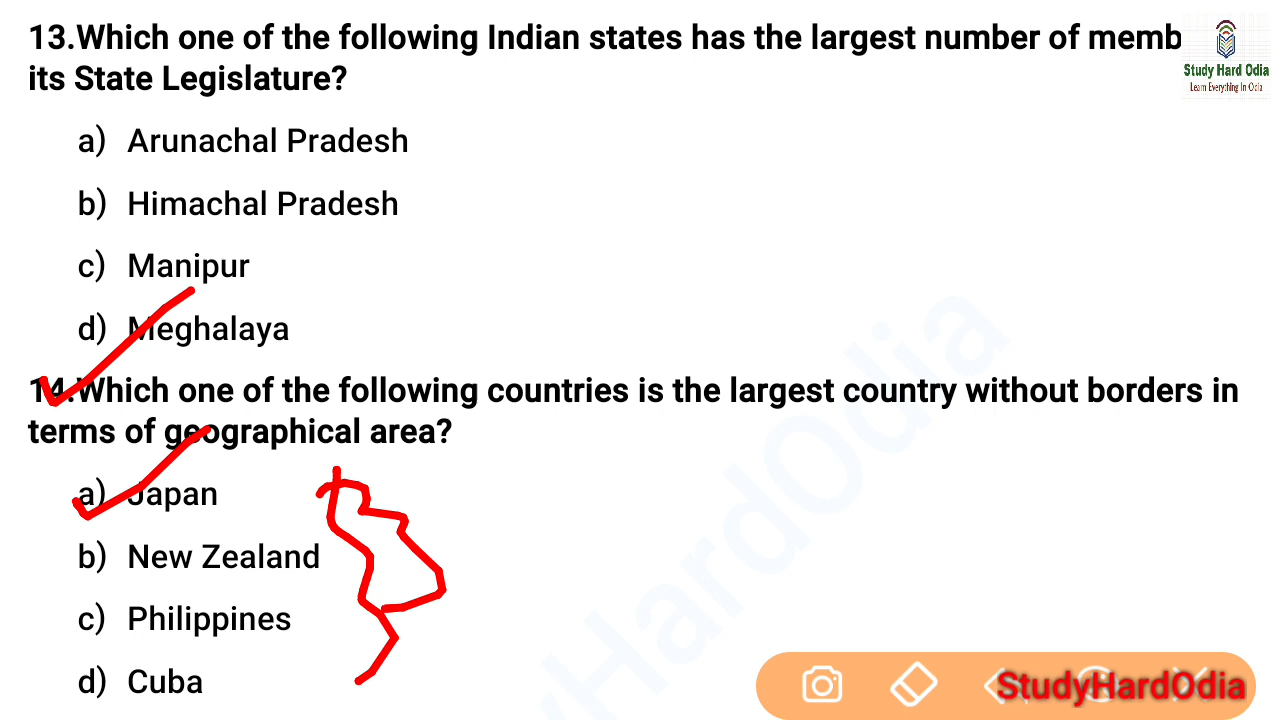 13.Which one of the following Indian states has the largest number of memb
its State Legislature?
Study Hard Odia
Learn Everything In Odia
a) Arunachal Pradesh
b) Himachal Pradesh
c) Manipur
d) Meghalaya
14.Which one of the following countries is the largest country without borders in
terms of geographical area?
a) Japan
b) New Zealand
c) Philippines
d) Cuba
yHardOdia
StudyHardOdia